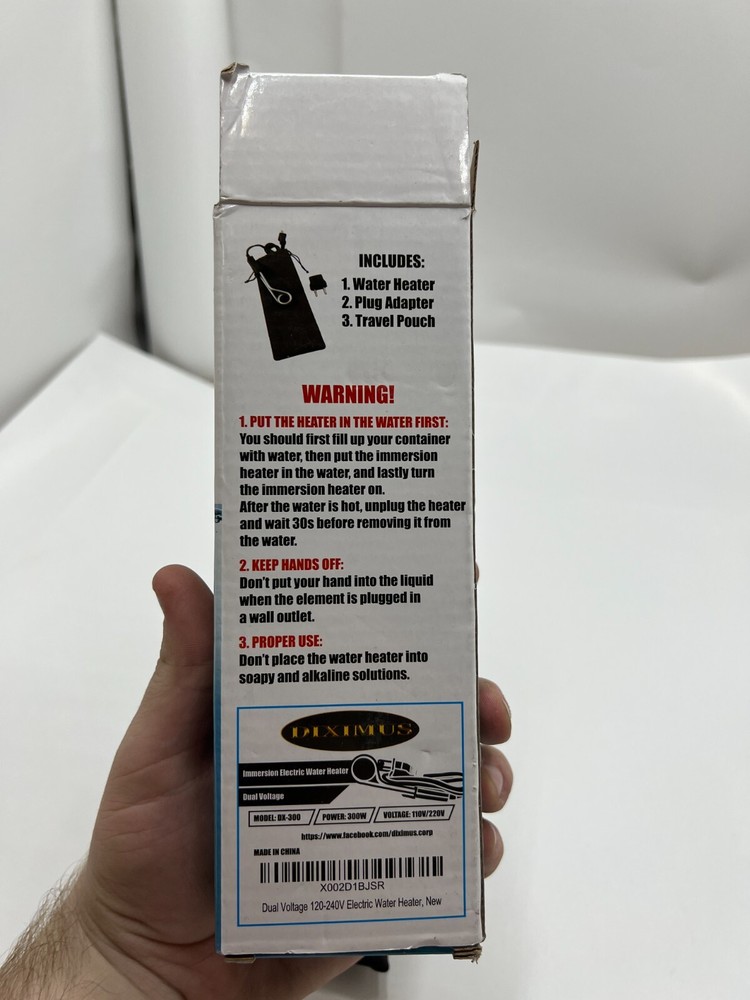 INCLUDES:
1. Water Heater
2. Plug Adapter
3. Travel Pouch
WARNING!
1. PUT THE HEATER IN THE WATER FIRST:
You should first fill up your container
with water, then put the immersion
heater in the water, and lastly turn
the immersion heater on.
After the water is hot, unplug the heater
and wait 30s before removing it from
the water.
2. KEEP HANDS OFF:
Don't put your hand into the liquid
when the element is plugged in
a wall outlet.
3. PROPER USE:
Don't place the water heater into
soapy and alkaline solutions.
DIXIMUS
Immersion Electric Water Heater
Dual Voltage
MODEL: DX-300 POWER: 300W VOLTAGE: 110V/220V
https://www.facebook.com/diximus.corp
MADE IN CHINA
X002D1BJSR
Dual Voltage 120-240V Electric Water Heater, New